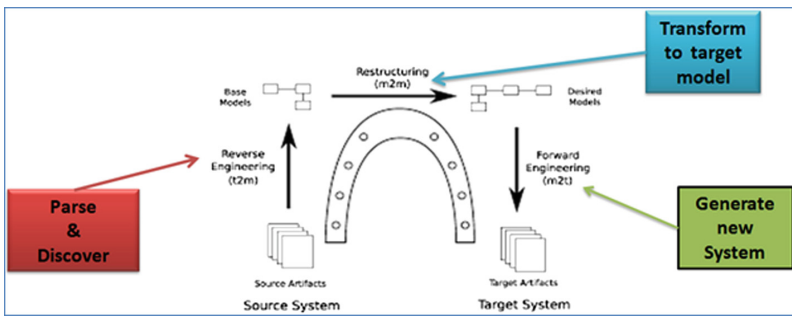 Transform
to target
model
Restructuring
(m2m)
Base
Models
Desired
Models
Reverse
Engineering
(t2m)
Forward
Engineering
(m2t)
Parse
&
Discover
Generate
new
System
Source Artifacts
Target Artifacts
Source System
Target System